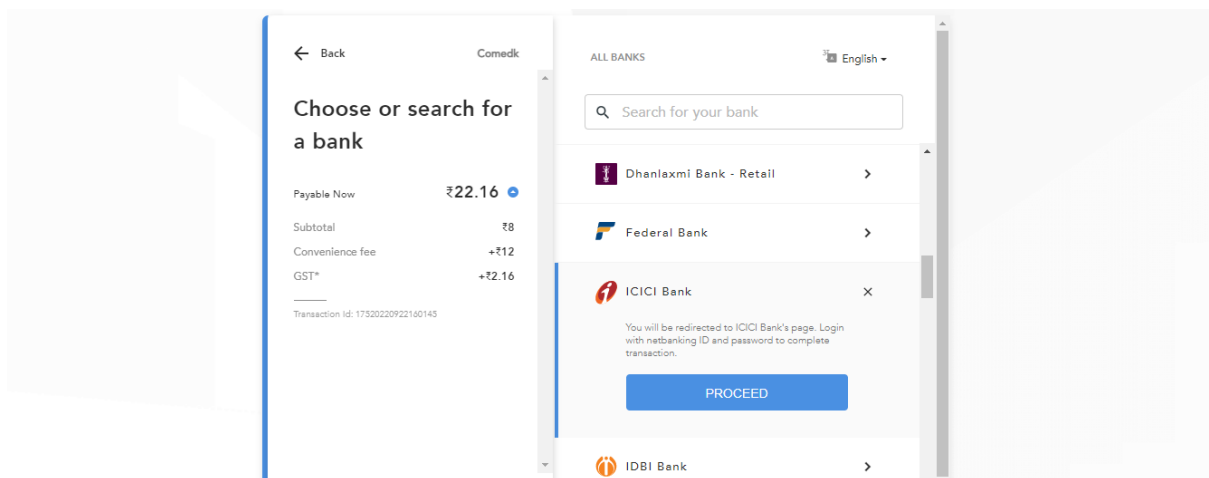 Back
Comedk
Choose or search for
a bank
Payable Now ₹22.16
Subtotal ₹8
Convenience fee +₹12
GST* +₹2.16
Transaction Id: 17520220922160145
ALL BANKS
English
Search for your bank
Dhanlaxmi Bank - Retail
Federal Bank
ICICI Bank
You will be redirected to ICICI Bank's page. Login
with netbanking ID and password to complete
transaction.
PROCEED
IDBI Bank